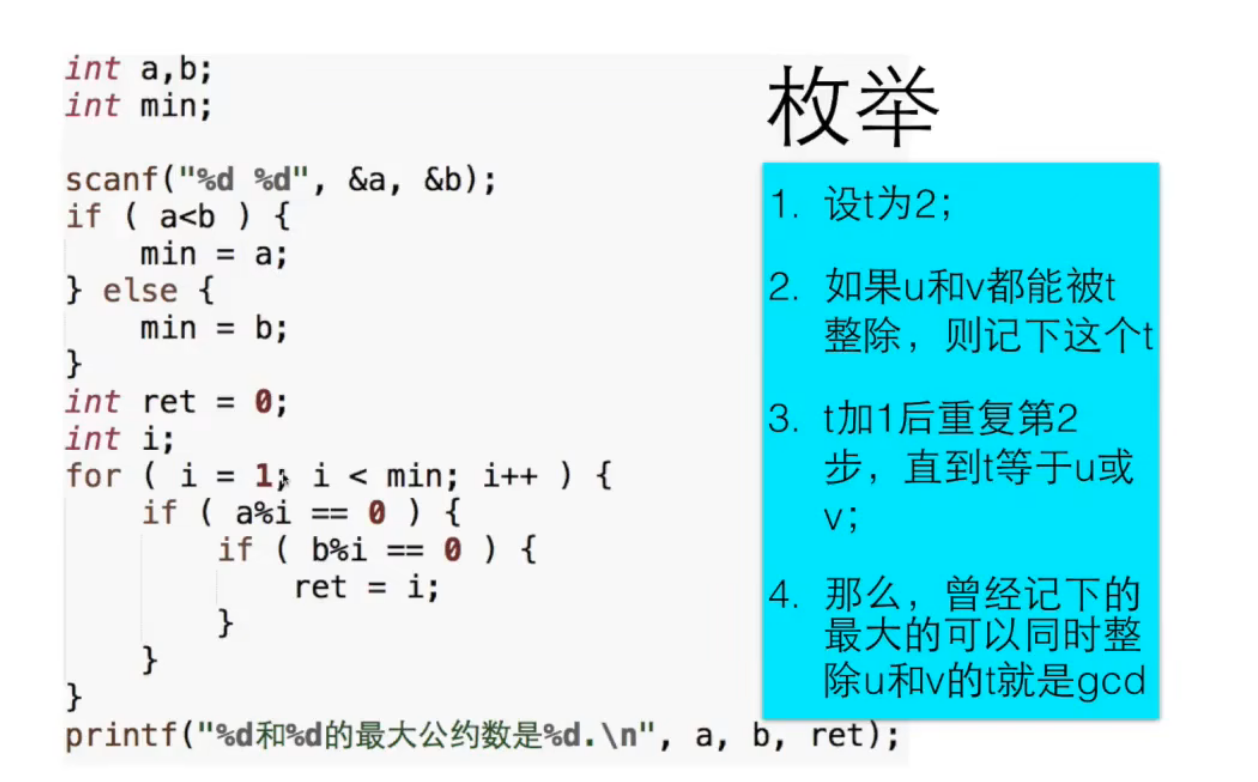 int a,b;
int min;
scanf("%d %d", &a, &b);
if ( a<b ) {
    min = a;
} else {
    min = b;
}
int ret = 0;
int i;
for ( i = 1; i < min; i++ ) {
    if ( a%i == 0 ) {
        if ( b%i == 0 ) {
            ret = i;
        }
    }
}
printf("%d和%d的最大公约数是%d.\n", a, b, ret);
枚举
1. 设t为2；
2. 如果u和v都能被t
整除，则记下这个t
3. t加1后重复第2
步，直到t等于u或
v；
4. 那么，曾经记下的
最大的可以同时整
除u和v的t就是gcd